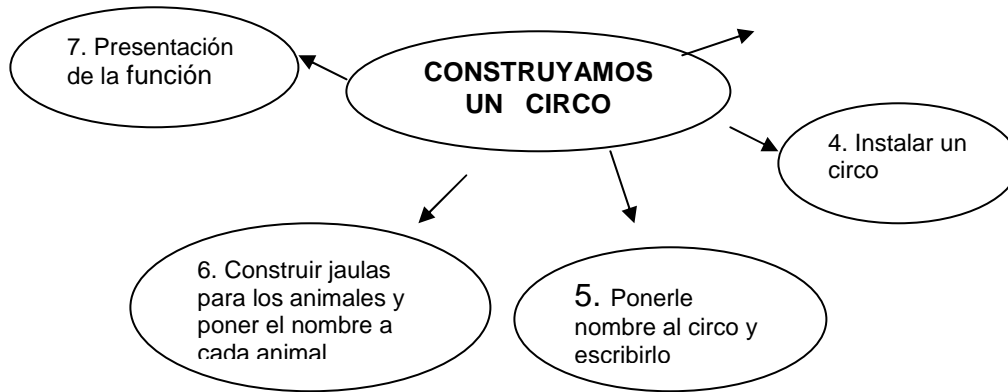 7. Presentación
de la función
CONSTRUYAMOS
UN CIRCO
4. Instalar un
circo
6. Construir jaulas
para los animales y
poner el nombre a
cada animal
5. Ponerle
nombre al circo y
escribirlo